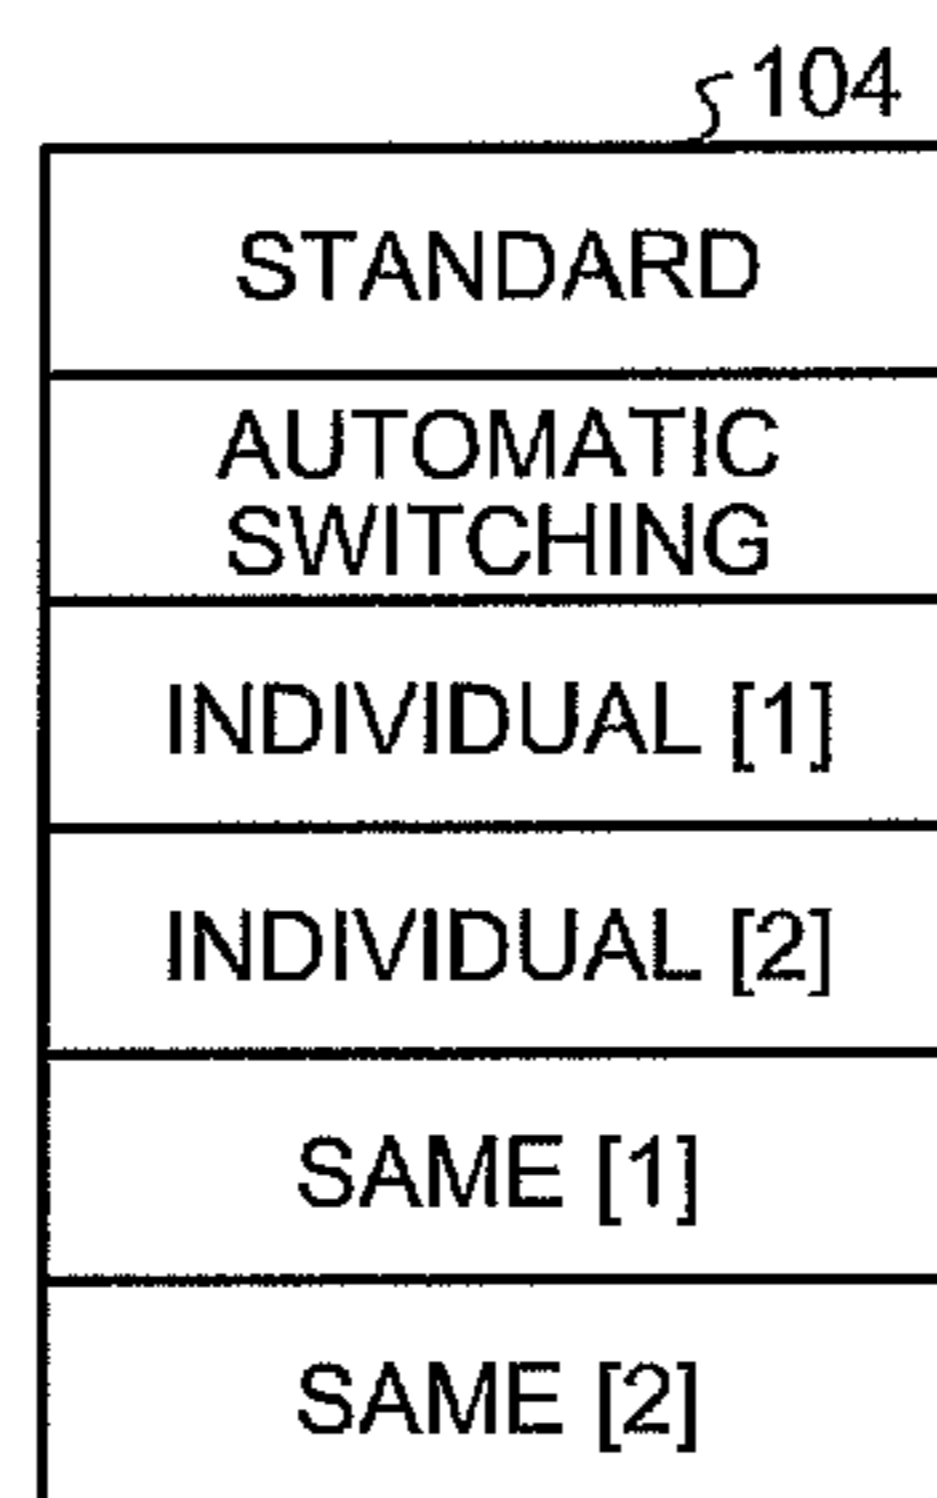 104
STANDARD
AUTOMATIC
SWITCHING
INDIVIDUAL [1]
INDIVIDUAL [2]
SAME [1]
SAME [2]